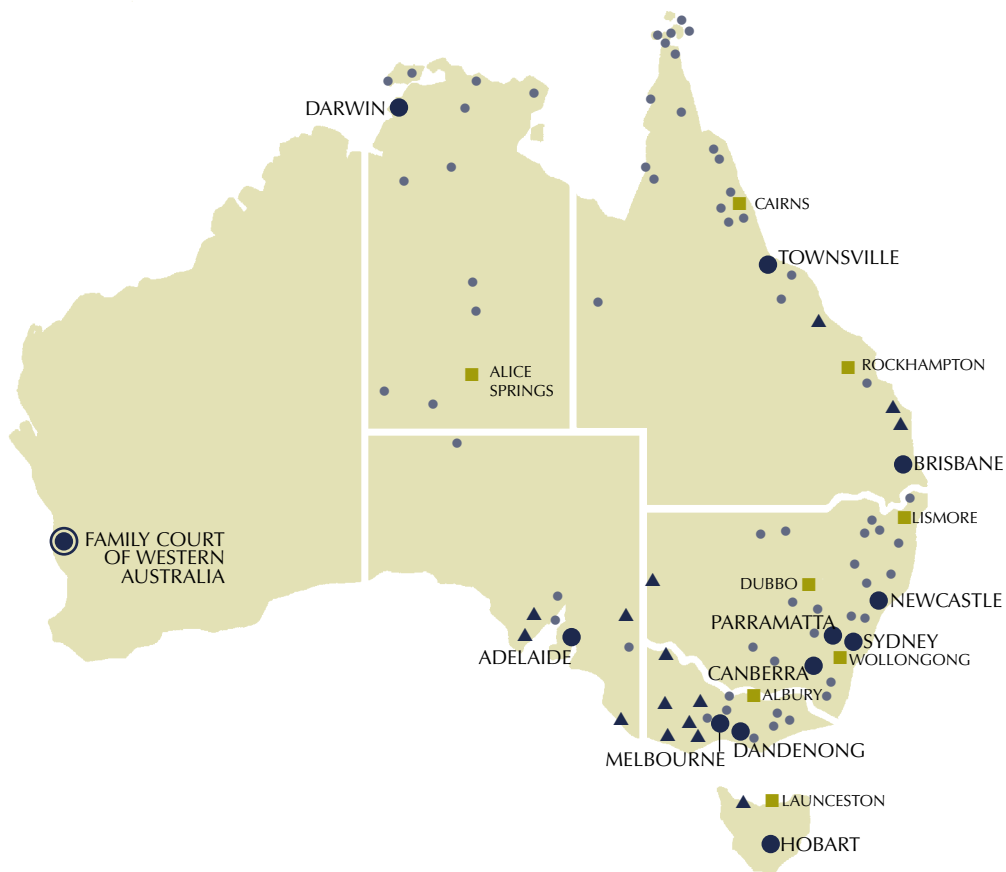 DARWIN
CAIRNS
TOWNSVILLE
ROCKHAMPTON
ALICE
SPRINGS
BRISBANE
LISMORE
FAMILY COURT
OF WESTERN
AUSTRALIA
DUBBO
NEWCASTLE
PARRAMATTA
SYDNEY
ADELAIDE
WOLLONGONG
CANBERRA
ALBURY
MELBOURNE
DANDENONG
LAUNCESTON
HOBART